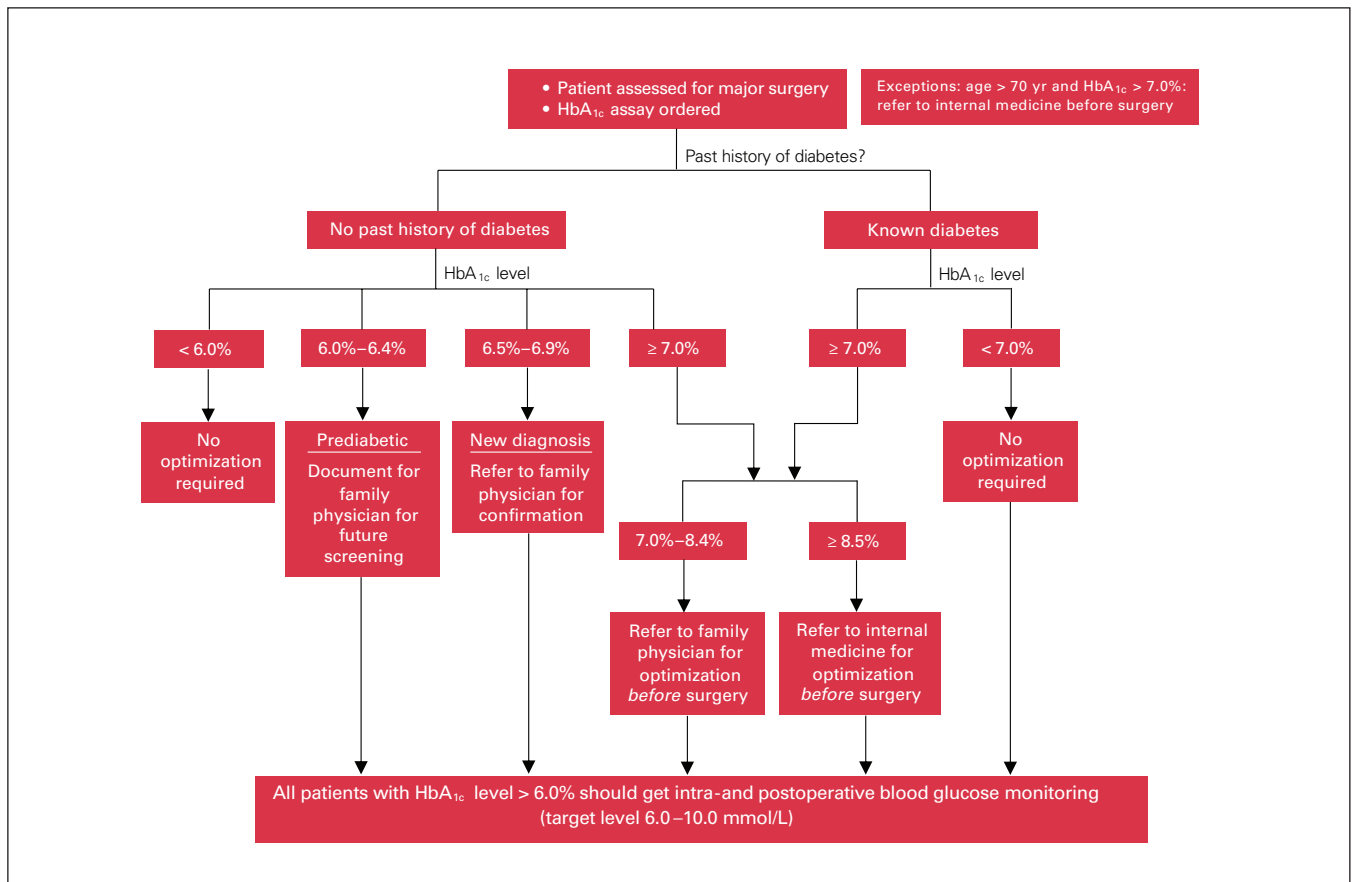 • Patient assessed for major surgery
• HbA1c assay ordered
Exceptions: age > 70 yr and HbA1c > 7.0%:
refer to internal medicine before surgery
Past history of diabetes?
No past history of diabetes
Known diabetes
HbA1c level
HbA1c level
< 6.0%
6.0%–6.4%
6.5%–6.9%
≥ 7.0%
≥ 7.0%
< 7.0%
No
optimization
required
Prediabetic
Document for
family
physician for
future
screening
New diagnosis
Refer to family
physician for
confirmation
No
optimization
required
7.0%–8.4%
≥ 8.5%
Refer to family
physician for
optimization
before surgery
Refer to internal
medicine for
optimization
before surgery
All patients with HbA1c level > 6.0% should get intra-and postoperative blood glucose monitoring
(target level 6.0–10.0 mmol/L)